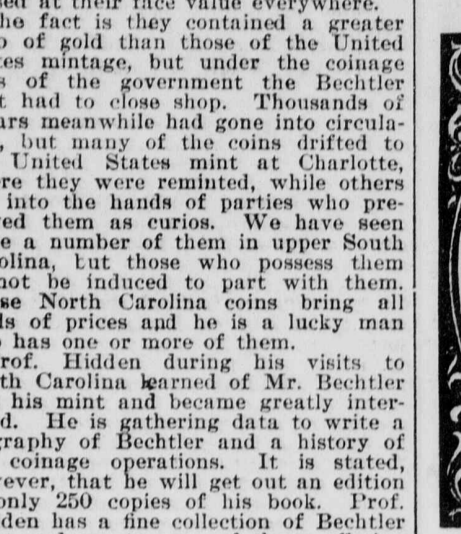 sed at their face value everywhere.
he fact is they contained a greater
o of gold than those of the United
tes mintage, but under the coinage
s of the government the Bechtler
t had to close shop. Thousands of
ars meanwhile had gone into circula-
, but many of the coins drifted to
United States mint at Charlotte,
re they were reminted, while others
into the hands of parties who pre-
ved them as curios. We have seen
e a number of them in upper South
olina, but those who possess them
not be induced to part with them.
se North Carolina coins bring all
ds of prices and he is a lucky man
o has one or more of them.
rof. Hidden during his visits to
th Carolina learned of Mr. Bechtler
his mint and became greatly inter-
d. He is gathering data to write a
graphy of Bechtler and a history of
coinage operations. It is stated,
ever, that he will get out an edition
only 250 copies of his book. Prof.
den has a fine collection of Bechtler